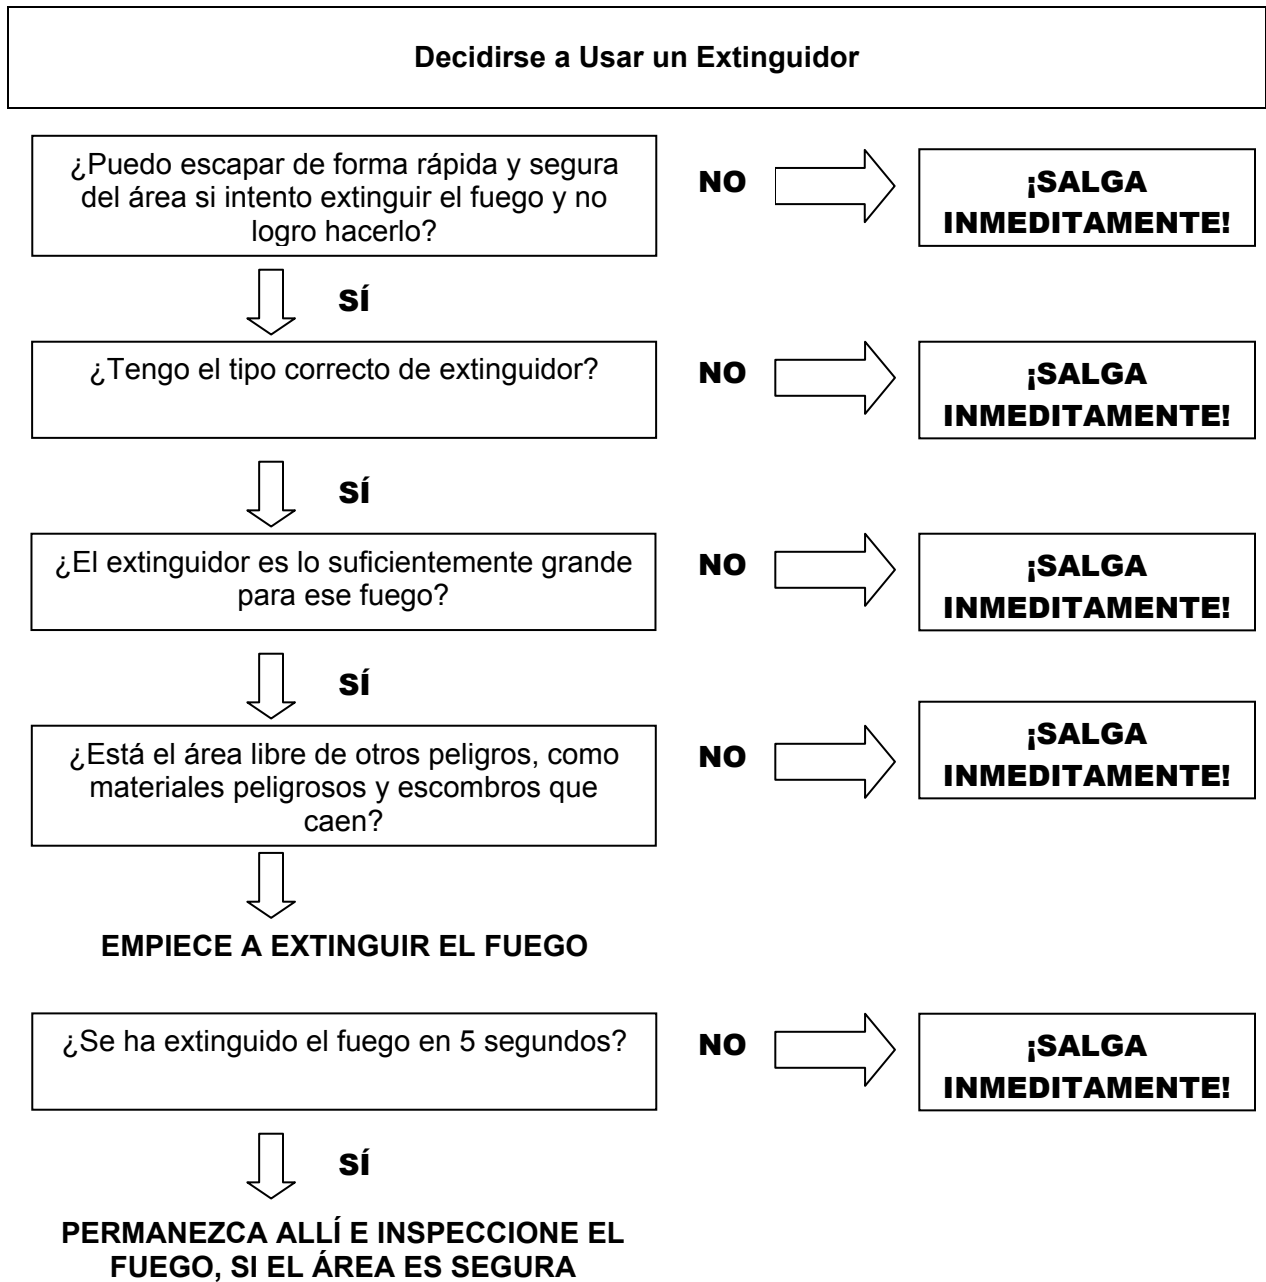 Decidirse a Usar un Extinguidor
¿Puedo escapar de forma rápida y segura
del área si intento extinguir el fuego y no
logro hacerlo?
NO
¡SALGA
INMEDITAMENTE!
SÍ
¿Tengo el tipo correcto de extinguidor?
NO
¡SALGA
INMEDITAMENTE!
SÍ
¿El extinguidor es lo suficientemente grande
para ese fuego?
NO
¡SALGA
INMEDITAMENTE!
SÍ
¿Está el área libre de otros peligros, como
materiales peligrosos y escombros que
caen?
NO
¡SALGA
INMEDITAMENTE!
EMPIECE A EXTINGUIR EL FUEGO
¿Se ha extinguido el fuego en 5 segundos?
NO
¡SALGA
INMEDITAMENTE!
SÍ
PERMANEZCA ALLÍ E INSPECCIONE EL
FUEGO, SI EL ÁREA ES SEGURA